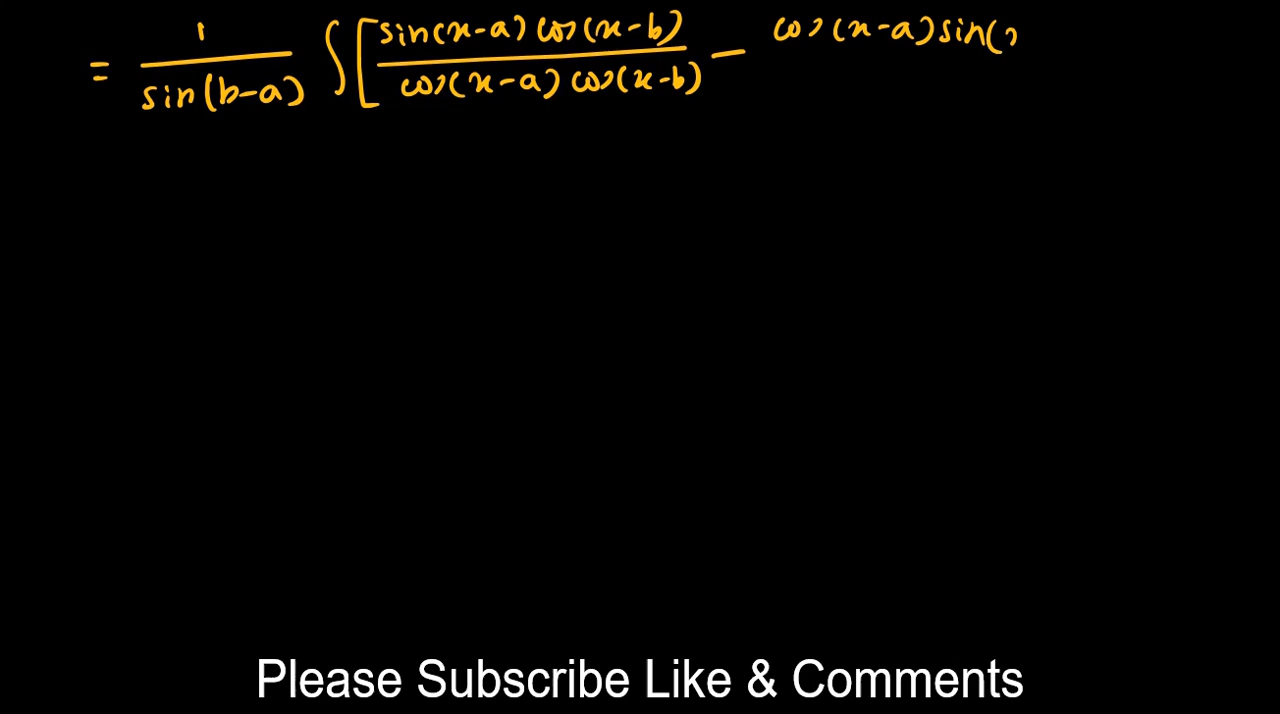 = 1/sin(b-a) ∫ [ sin(x-a) cos(x-b)/cos(x-a) cos(x-b) - cos(x-a) sin(
Please Subscribe Like & Comments